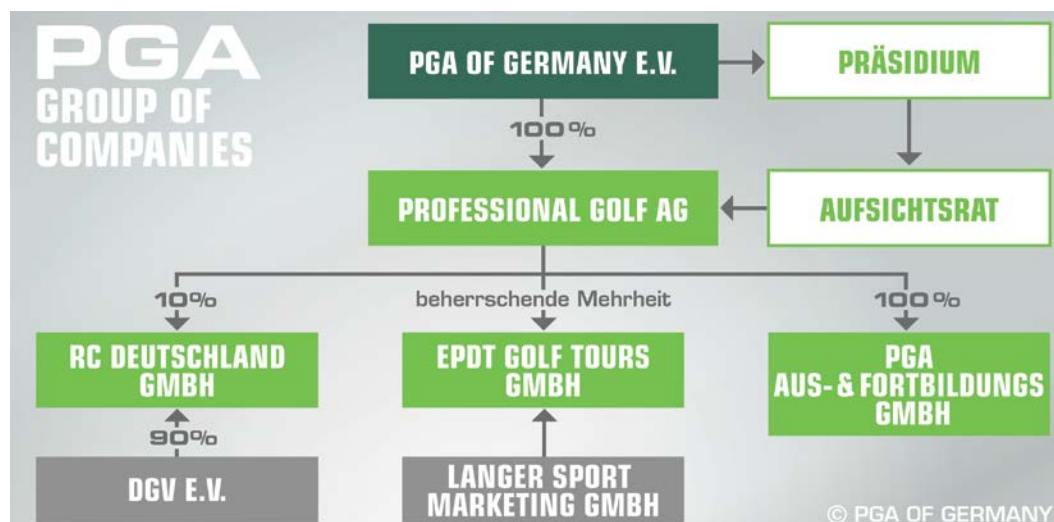 PGA
GROUP OF
COMPANIES
PGA OF GERMANY E.V.
PRÄSIDIUM
100%
PROFESSIONAL GOLF AG
AUFSICHTSRAT
10%
beherrschende Mehrheit
100%
RC DEUTSCHLAND
GMBH
EPDT GOLF TOURS
GMBH
PGA
AUS- & FORTBILDUNGS
GMBH
90%
DGV E.V.
LANGER SPORT
MARKETING GMBH
© PGA OF GERMANY